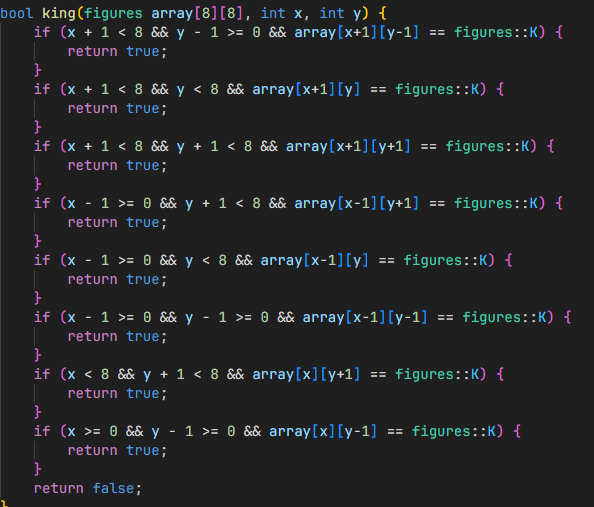 bool king(figures array[8][8], int x, int y) {
    if (x + 1 < 8 && y - 1 >= 0 && array[x+1][y-1] == figures::K) {
        return true;
    }
    if (x + 1 < 8 && y < 8 && array[x+1][y] == figures::K) {
        return true;
    }
    if (x + 1 < 8 && y + 1 < 8 && array[x+1][y+1] == figures::K) {
        return true;
    }
    if (x - 1 >= 0 && y + 1 < 8 && array[x-1][y+1] == figures::K) {
        return true;
    }
    if (x - 1 >= 0 && y < 8 && array[x-1][y] == figures::K) {
        return true;
    }
    if (x - 1 >= 0 && y - 1 >= 0 && array[x-1][y-1] == figures::K) {
        return true;
    }
    if (x < 8 && y + 1 < 8 && array[x][y+1] == figures::K) {
        return true;
    }
    if (x >= 0 && y - 1 >= 0 && array[x][y-1] == figures::K) {
        return true;
    }
    return false;
}